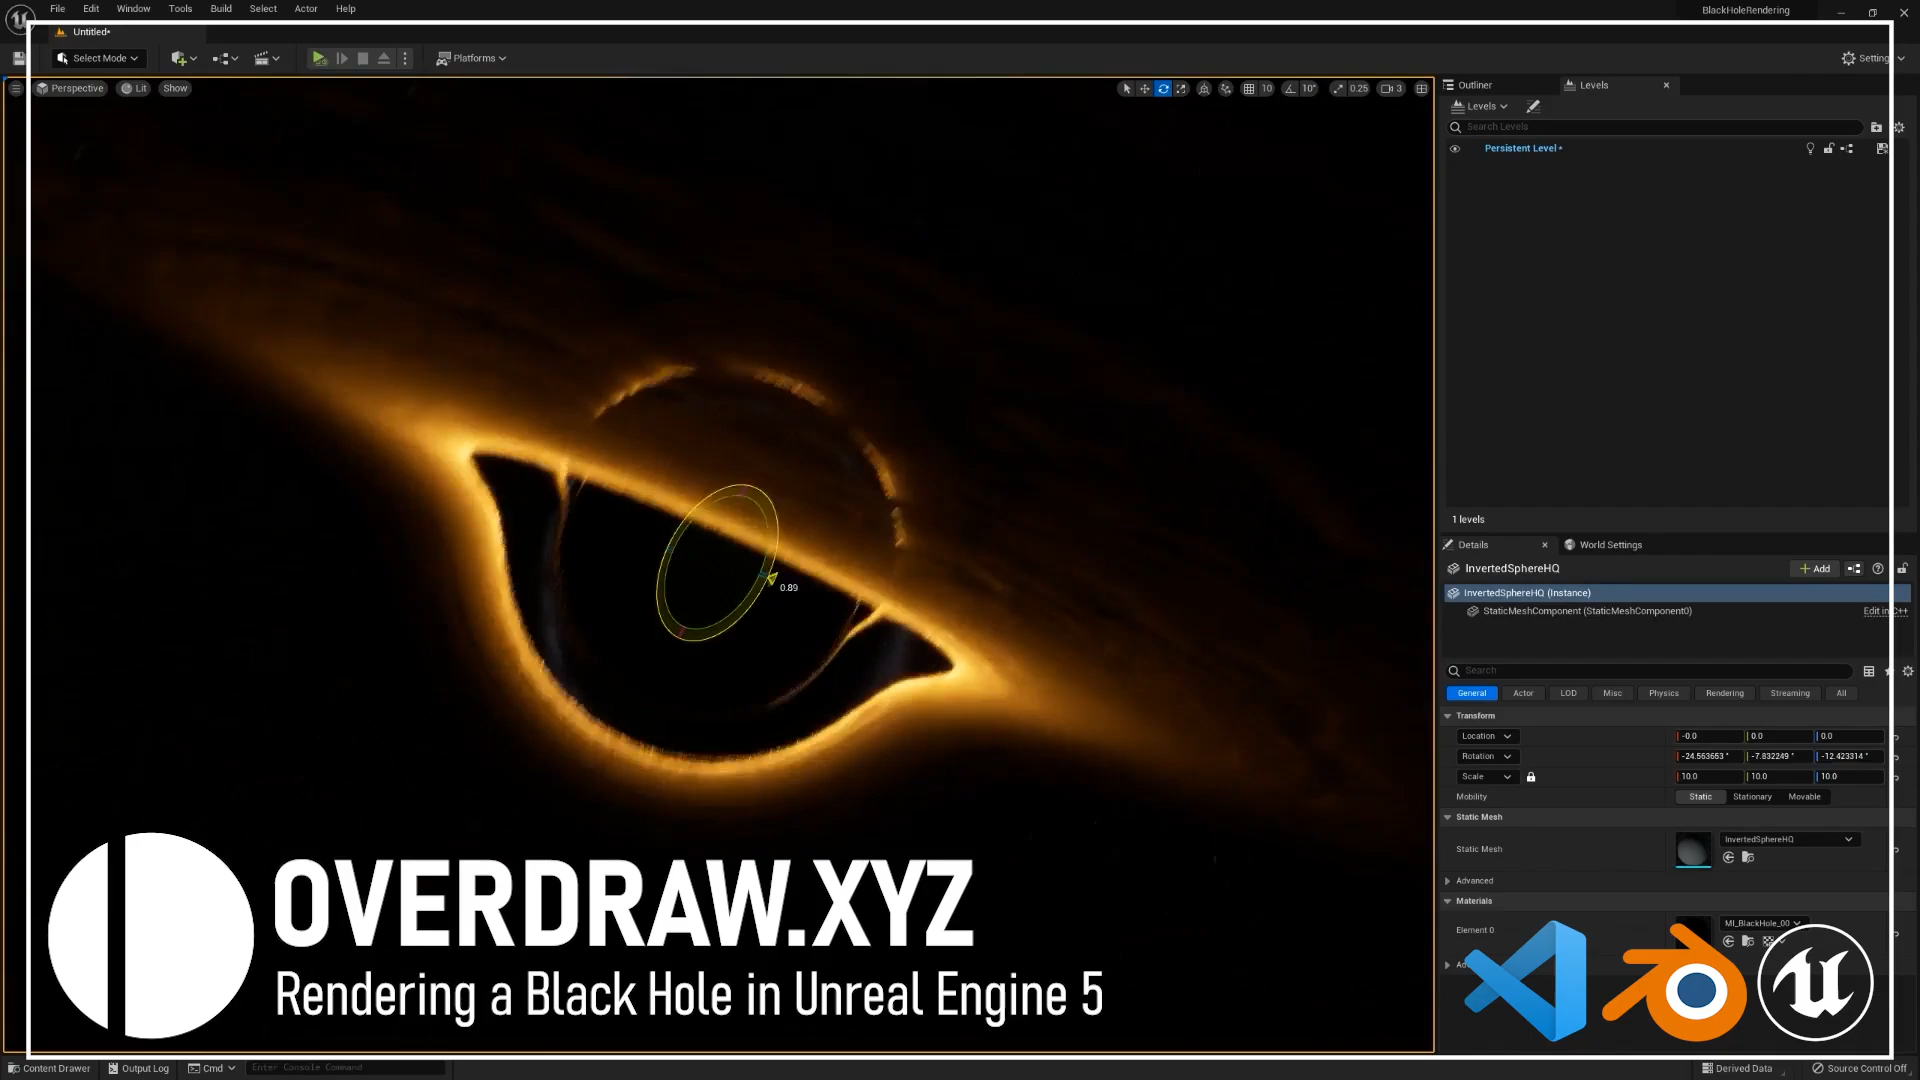 File Edit Window Tools Build Select Actor Help
BlackHoleRendering
Untitled*
Select Mode
Platforms
Settings
Perspective Lit Show
10 10° 0.25 3
Outliner Levels
Levels
Search Levels
Persistent Level *
1 levels
Details World Settings
InvertedSphereHQ
+ Add
InvertedSphereHQ (Instance)
StaticMeshComponent (StaticMeshComponent0)
Edit in C++
0.89
Search
General Actor LOD Misc Physics Rendering Streaming All
Transform
Location -0.0 0.0 0.0
Rotation -24.563653 ° -7.832249 ° -12.423314 °
Scale 10.0 10.0 10.0
Mobility Static Stationary Movable
Static Mesh
InvertedSphereHQ
Static Mesh
Advanced
Materials
MI_BlackHole_00
Element 0
OVERDRAW.XYZ
Rendering a Black Hole in Unreal Engine 5
Content Drawer Output Log Cmd Enter Console Command
Derived Data Source Control Off